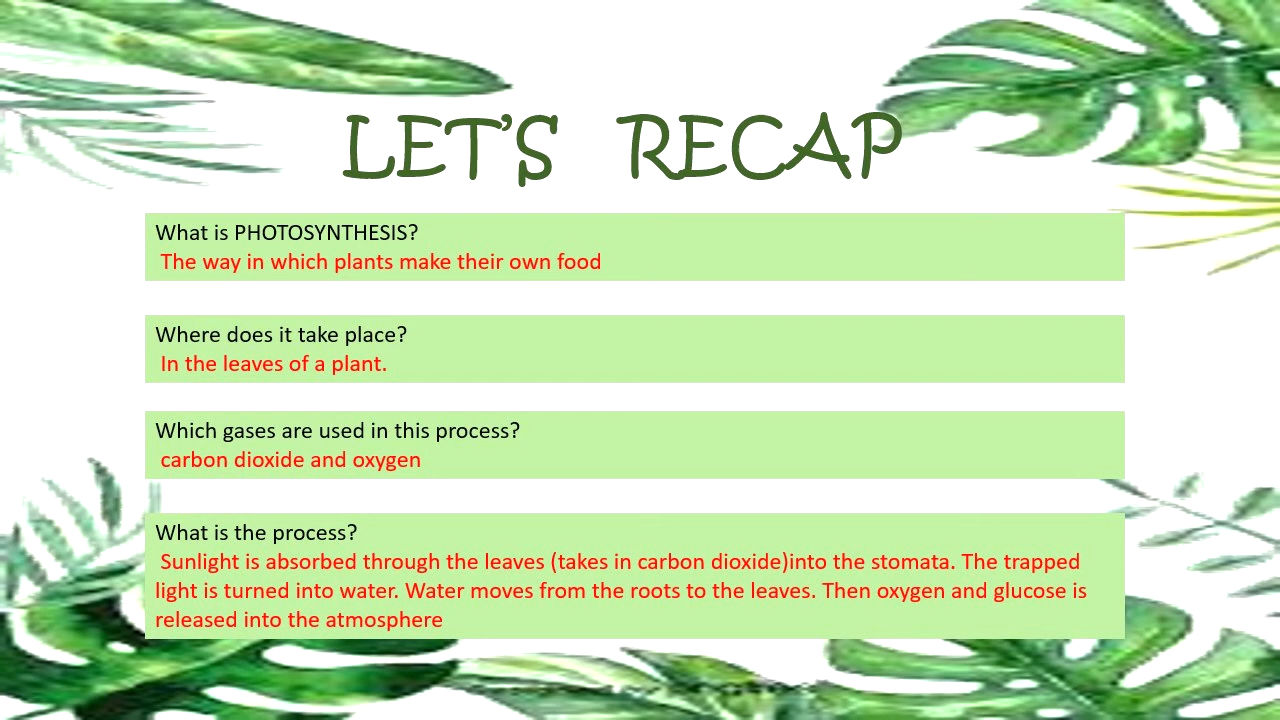 LET'S RECAP
What is PHOTOSYNTHESIS?
The way in which plants make their own food
Where does it take place?
In the leaves of a plant.
Which gases are used in this process?
carbon dioxide and oxygen
What is the process?
Sunlight is absorbed through the leaves (takes in carbon dioxide)into the stomata. The trapped
light is turned into water. Water moves from the roots to the leaves. Then oxygen and glucose is
released into the atmosphere